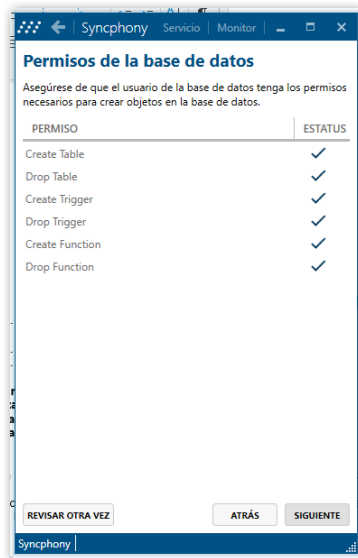 Syncphony Servicio Monitor
Permisos de la base de datos
Asegúrese de que el usuario de la base de datos tenga los permisos
necesarios para crear objetos en la base de datos.
PERMISO ESTATUS
Create Table
Drop Table
Create Trigger
Drop Trigger
Create Function
Drop Function
REVISAR OTRA VEZ ATRÁS SIGUIENTE
Syncphony